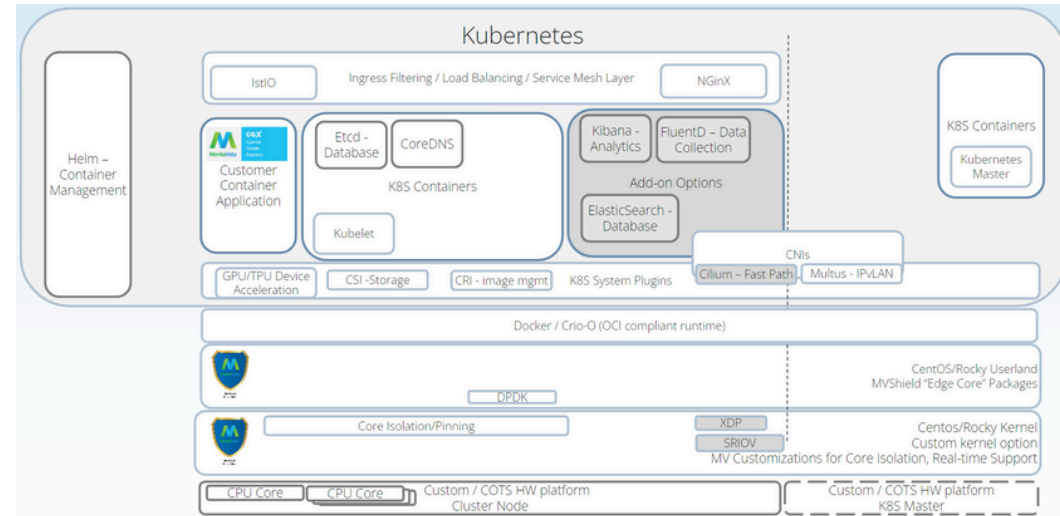 Kubernetes
IstIO
Ingress Filtering / Load Balancing / Service Mesh Layer
NGinX
Helm –
Container
Management
MontaVista
CGX
Carrier
Grade
Express
Customer
Container
Application
Etcd -
Database
CoreDNS
K8S Containers
Kubelet
Kibana -
Analytics
FluentD – Data
Collection
Add-on Options
ElasticSearch -
Database
K8S Containers
Kubernetes
Master
CNIs
GPU/TPU Device
Acceleration
CSI -Storage
CRI - image mgmt
K8S System Plugins
Cilium – Fast Path
Multus - IPvLAN
Docker / Crio-O (OCI compliant runtime)
CentOS/Rocky Userland
MVShield "Edge Core" Packages
DPDK
Core Isolation/Pinning
XDP
SRIOV
Centos/Rocky Kernel
Custom kernel option
MV Customizations for Core Isolation, Real-time Support
CPU Core
CPU Core
Custom / COTS HW platform
Cluster Node
Custom / COTS HW platform
K8S Master